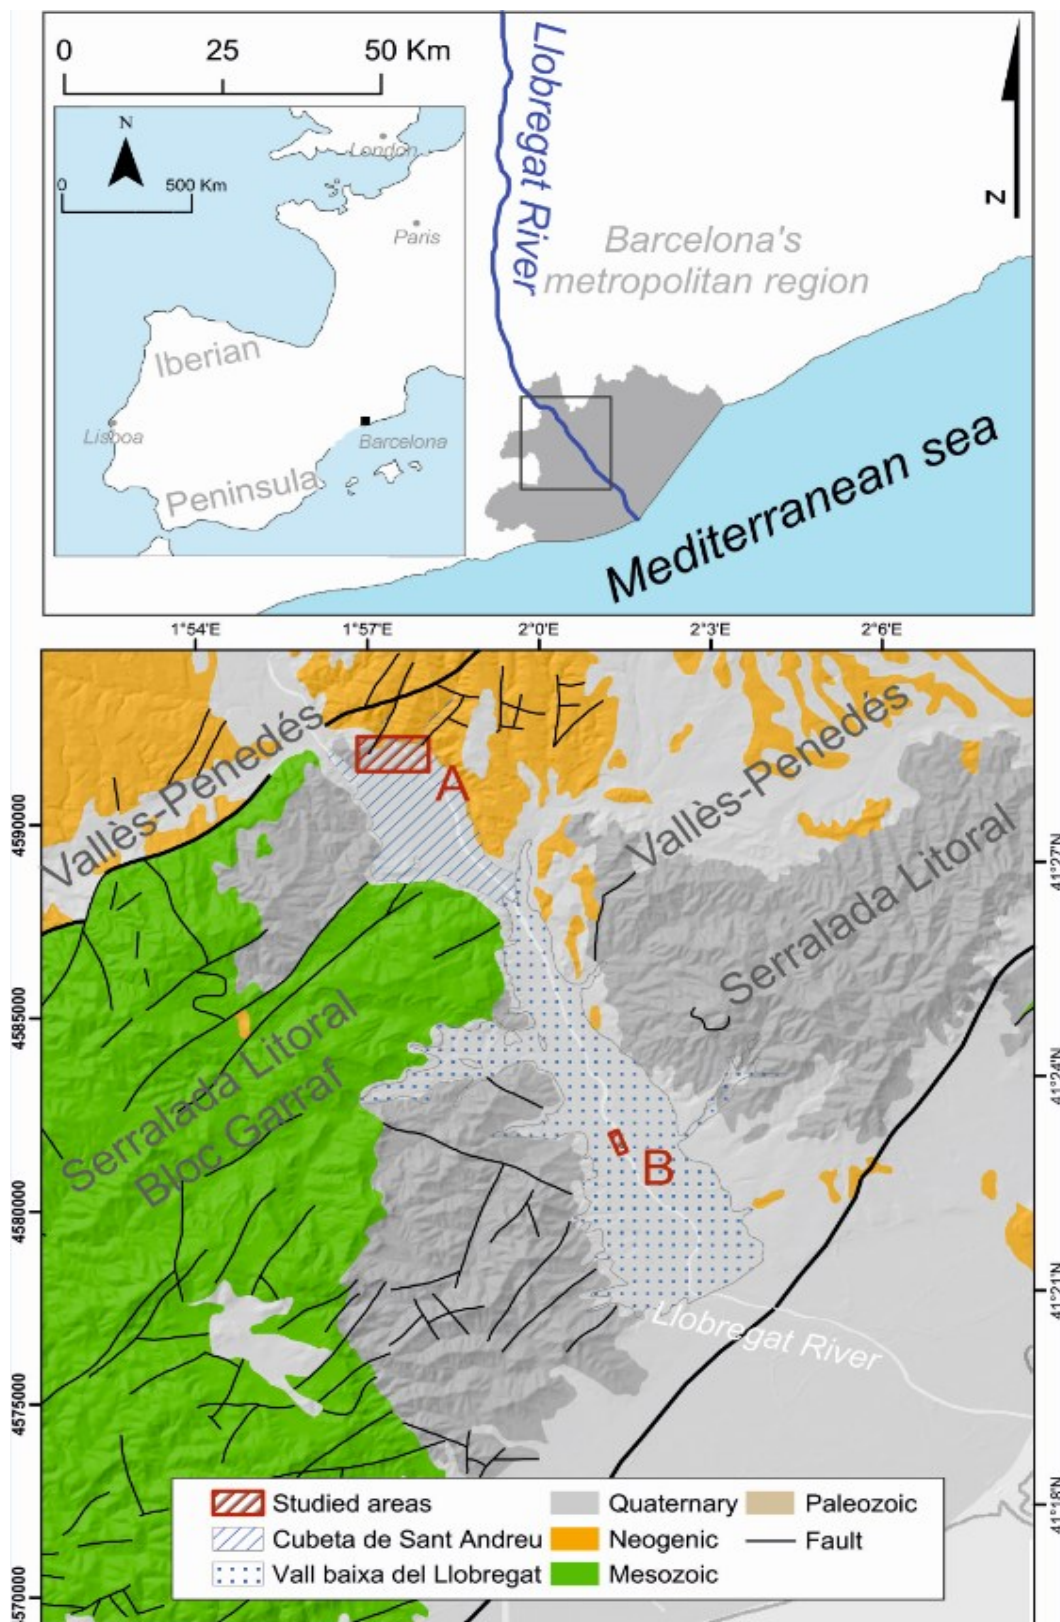 0 25 50 Km
N
0 500 Km
London
Paris
Iberian
Lisboa
Barcelona
Peninsula
Llobregat River
N
Barcelona's
metropolitan region
Mediterranean sea
1°54'E 1°57'E 2°0'E 2°3'E 2°6'E
Vallès-Penedés
A
Vallès-Penedés
Serralada Litoral
Serralada Litoral
Bloc Garraf
B
Llobregat River
4590000
4585000
4580000
4575000
4570000
41°27'N
41°24'N
41°21'N
41°18'N
Studied areas
Cubeta de Sant Andreu
Vall baixa del Llobregat
Quaternary
Neogenic
Mesozoic
Paleozoic
Fault